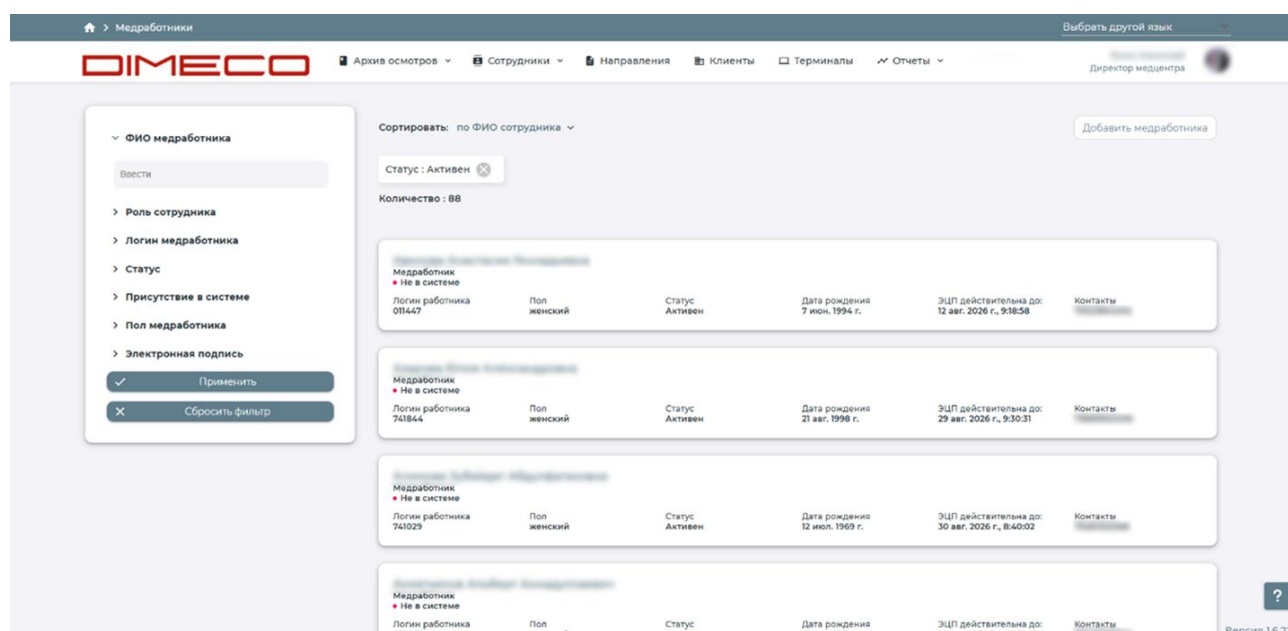 Медработники
Выбрать другой язык
DIMECO
Архив осмотров
Сотрудники
Направления
Клиенты
Терминалы
Отчеты
Директор медцентра
ФИО медработника
Ввести
Роль сотрудника
Логин медработника
Статус
Присутствие в системе
Пол медработника
Электронная подпись
Применить
Сбросить фильтр
Сортировать: по ФИО сотрудника
Добавить медработника
Статус : Активен
Количество : 88
Медработник
Не в системе
Логин работника Пол Статус Дата рождения ЭЦП действительна до: Контакты
011447 женский Активен 7 июн. 1994 г. 12 авг. 2026 г., 9:18:58
Медработник
Не в системе
Логин работника Пол Статус Дата рождения ЭЦП действительна до: Контакты
741844 женский Активен 21 авг. 1998 г. 29 авг. 2026 г., 9:30:31
Медработник
Не в системе
Логин работника Пол Статус Дата рождения ЭЦП действительна до: Контакты
741029 женский Активен 12 июл. 1969 г. 30 авг. 2026 г., 8:40:02
Медработник
Не в системе
Логин работника Пол Статус Дата рождения ЭЦП действительна до: Контакты
?
Версия